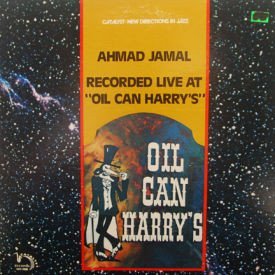 CATALYST-NEW DIRECTIONS IN JAZZ
AHMAD JAMAL
RECORDED LIVE AT
"OIL CAN HARRY'S"
OIL
CAN
HARRY'S